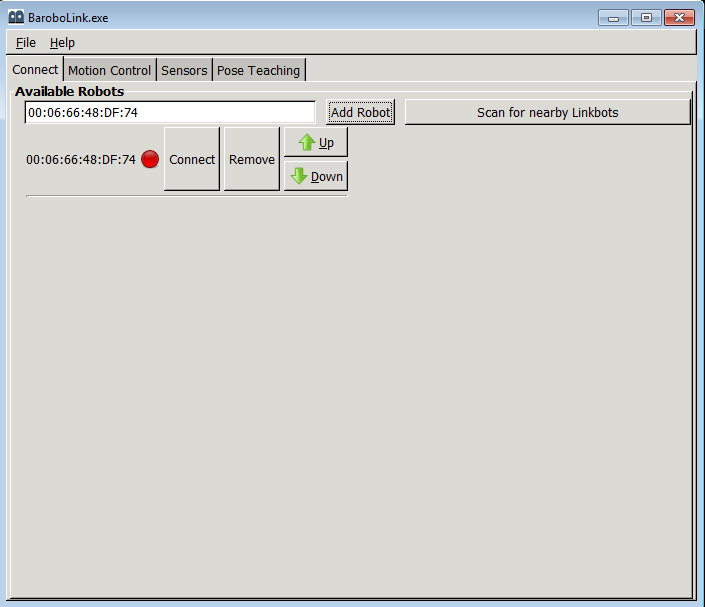 BaroboLink.exe
File Help
Connect Motion Control Sensors Pose Teaching
Available Robots
00:06:66:48:DF:74 Add Robot Scan for nearby Linkbots
00:06:66:48:DF:74 Connect Remove Up
Down